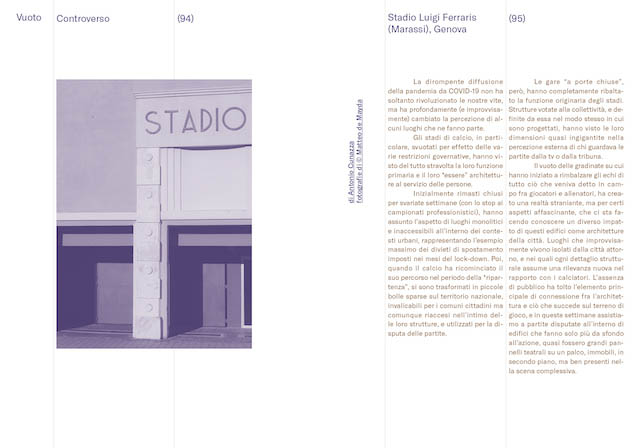 Vuoto
Controverso
(94)
STADIO
di Antonio Cunazza
fotografie di © Matteo de Mayda
Stadio Luigi Ferraris
(Marassi), Genova
(95)
La dirompente diffusione
della pandemia da COVID-19 non ha
soltanto rivoluzionato le nostre vite,
ma ha profondamente (e improvvisa-
mente) cambiato la percezione di al-
cuni luoghi che ne fanno parte.
Gli stadi di calcio, in parti-
colare, svuotati per effetto delle va-
rie restrizioni governative, hanno vi-
sto del tutto stravolta la loro funzione
primaria e il loro “essere” architettu-
re al servizio delle persone.
Inizialmente rimasti chiusi
per svariate settimane (con lo stop ai
campionati professionistici), hanno
assunto l’aspetto di luoghi monolitici
e inaccessibili all’interno dei conte-
sti urbani, rappresentando l’esempio
massimo dei divieti di spostamento
imposti nei mesi del lock-down. Poi,
quando il calcio ha ricominciato il
suo percorso nel periodo della “ripar-
tenza”, si sono trasformati in piccole
bolle sparse sul territorio nazionale,
invalicabili per i comuni cittadini ma
comunque riaccesi nell’intimo del-
le loro strutture, e utilizzati per la di-
sputa delle partite.
Le gare “a porte chiuse”,
però, hanno completamente ribalta-
to la funzione originaria degli stadi.
Strutture votate alla collettività, e de-
finite da essa nel modo stesso in cui
sono progettati, hanno visto le loro
dimensioni quasi ingigantite nella
percezione esterna di chi guardava le
partite dalla tv o dalla tribuna.
Il vuoto delle gradinate su cui
hanno iniziato a rimbalzare gli echi di
tutto ciò che veniva detto in cam-
po fra giocatori e allenatori, ha crea-
to una realtà straniante, ma per certi
aspetti affascinante, che ci sta fa-
cendo conoscere un diverso impat-
to di questi edifici come architetture
della città. Luoghi che improvvisa-
mente vivono isolati dalla città attor-
no, e nei quali ogni dettaglio struttu-
rale assume una rilevanza nuova nel
rapporto con i calciatori. L’assenza
di pubblico ha tolto l’elemento prin-
cipale di connessione fra l’architet-
tura e ciò che succede sul terreno di
gioco, e in queste settimane assistia-
mo a partite disputate all’interno di
edifici che fanno solo più da sfondo
all’azione, quasi fossero grandi pan-
nelli teatrali su un palco, immobili, in
secondo piano, ma ben presenti nel-
la scena complessiva.